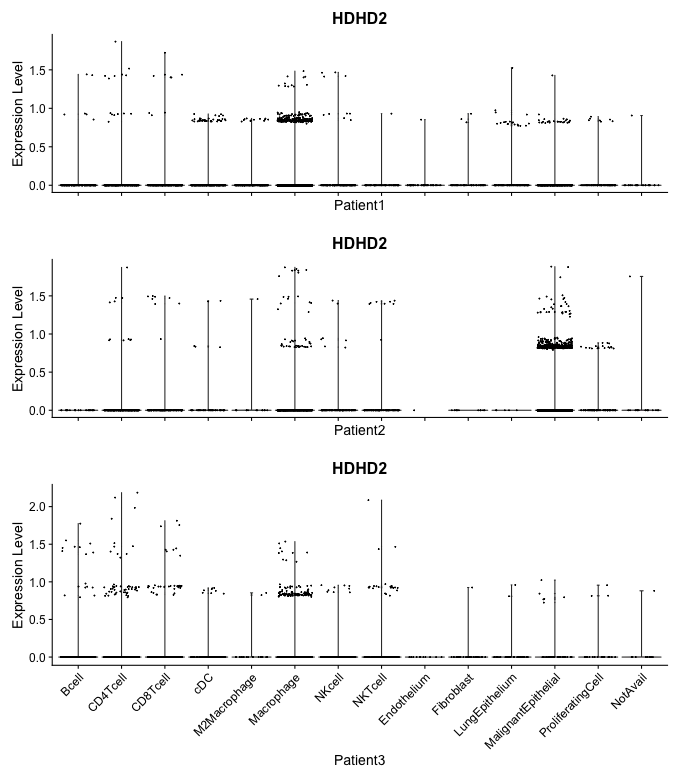 HDHD2
Expression Level
1.5
1.0
0.5
0.0
Patient1
HDHD2
Expression Level
1.5
1.0
0.5
0.0
Patient2
HDHD2
Expression Level
2.0
1.5
1.0
0.5
0.0
Bcell
CD4Tcell
CD8Tcell
cDC
M2Macrophage
Macrophage
NKcell
NKTcell
Endothelium
Fibroblast
LungEpithelium
MalignantEpithelial
ProliferatingCell
NotAvail
Patient3